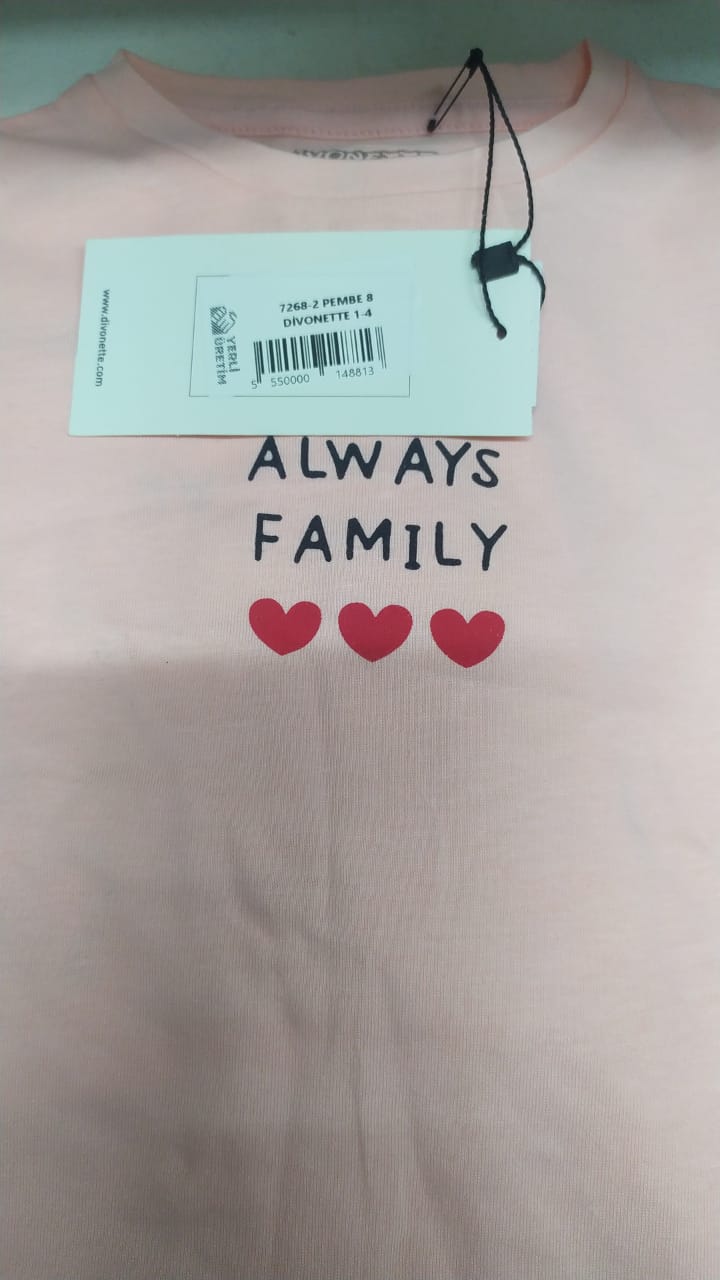 www.divonette.com
7268-2 PEMBE 8
DİVONETTE 1-4
YERLİ
ÜRETİM
5 550000 148813
ALWAYS
FAMILY